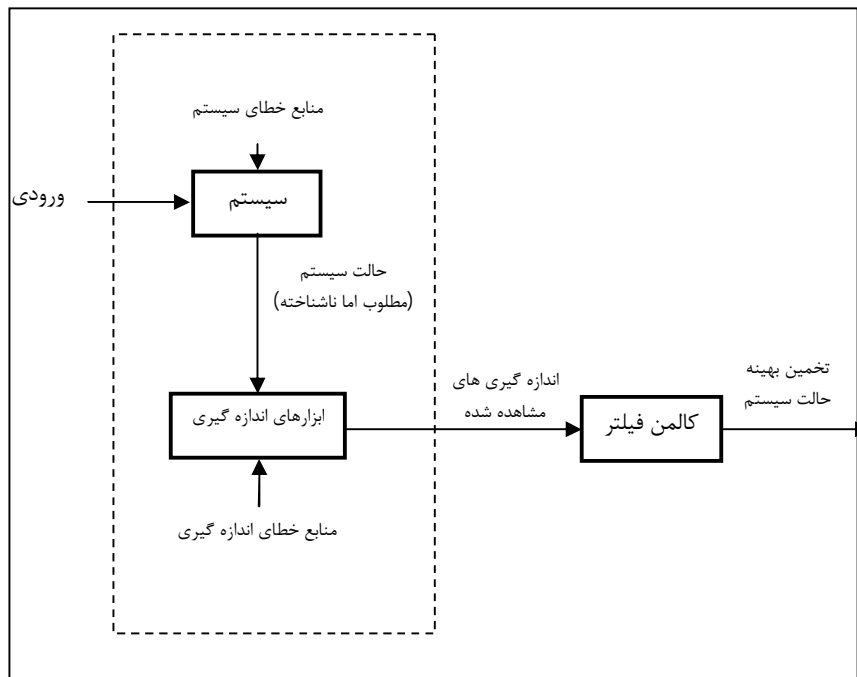 منابع خطای سیستم
ورودی
سیستم
حالت سیستم
(مطلوب اما ناشناخته)
ابزارهای اندازه گیری
منابع خطای اندازه گیری
اندازه گیری های
مشاهده شده
کالمن فیلتر
تخمین بهینه
حالت سیستم